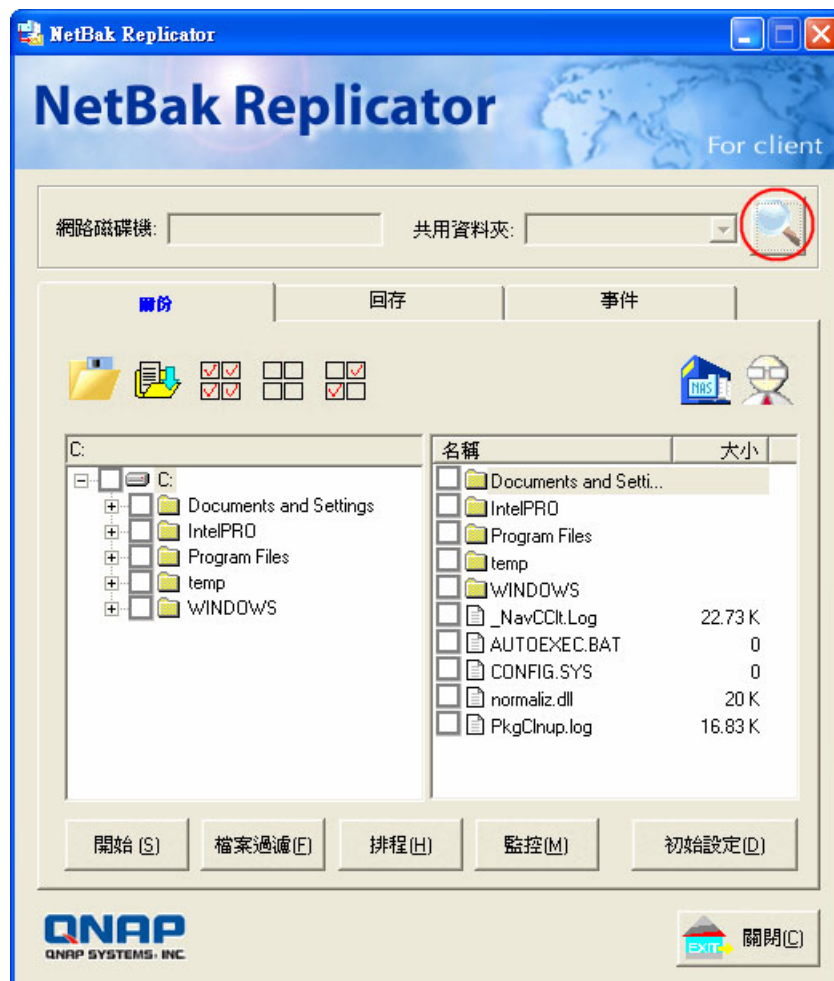 NetBak Replicator
NetBak Replicator
For client
網路磁碟機:
共用資料夾:
備份
回存
事件
NAS
C:
C:
Documents and Settings
IntelPRO
Program Files
temp
WINDOWS
名稱 大小
Documents and Setti...
IntelPRO
Program Files
temp
WINDOWS
_NavCClt.Log 22.73 K
AUTOEXEC.BAT 0
CONFIG.SYS 0
normaliz.dll 20 K
PkgClnup.log 16.83 K
開始 (S)
檔案過濾(F)
排程(H)
監控(M)
初始設定(D)
QNAP
QNAP SYSTEMS, INC.
EXIT
關閉(C)